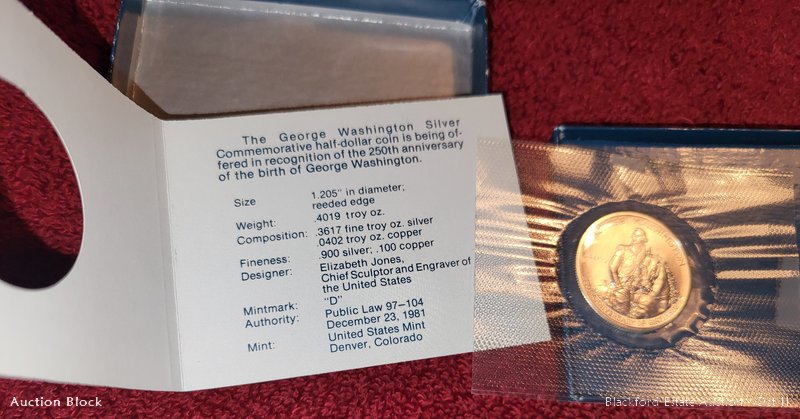 The George Washington Silver
Commemorative half-dollar coin is being of-
fered in recognition of the 250th anniversary
of the birth of George Washington.
Size 1.205" in diameter;
reeded edge
Weight: .4019 troy oz.
Composition: .3617 fine troy oz. silver
.0402 troy oz. copper
Fineness: .900 silver; .100 copper
Designer: Elizabeth Jones,
Chief Sculptor and Engraver of
the United States
Mintmark: "D"
Authority: Public Law 97–104
December 23, 1981
Mint: United States Mint
Denver, Colorado
Auction Block
Blackford Estate